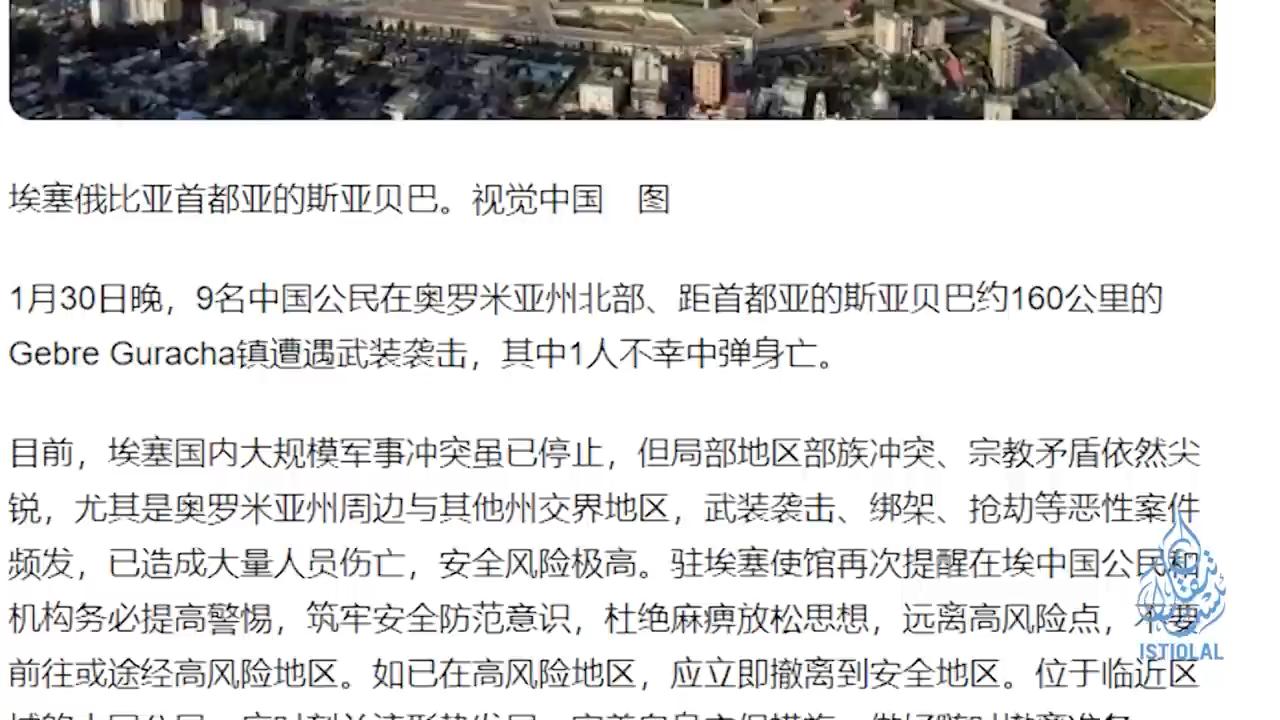 埃塞俄比亚首都亚的斯亚贝巴。视觉中国 图
1月30日晚，9名中国公民在奥罗米亚州北部、距首都亚的斯亚贝巴约160公里的
Gebre Guracha镇遭遇武装袭击，其中1人不幸中弹身亡。
目前，埃塞国内大规模军事冲突虽已停止，但局部地区部族冲突、宗教矛盾依然尖
锐，尤其是奥罗米亚州周边与其他州交界地区，武装袭击、绑架、抢劫等恶性案件
频发，已造成大量人员伤亡，安全风险极高。驻埃塞使馆再次提醒在埃中国公民和
机构务必提高警惕，筑牢安全防范意识，杜绝麻痹放松思想，远离高风险点，不要
前往或途经高风险地区。如已在高风险地区，应立即撤离到安全地区。位于临近区
ISTIQLAL